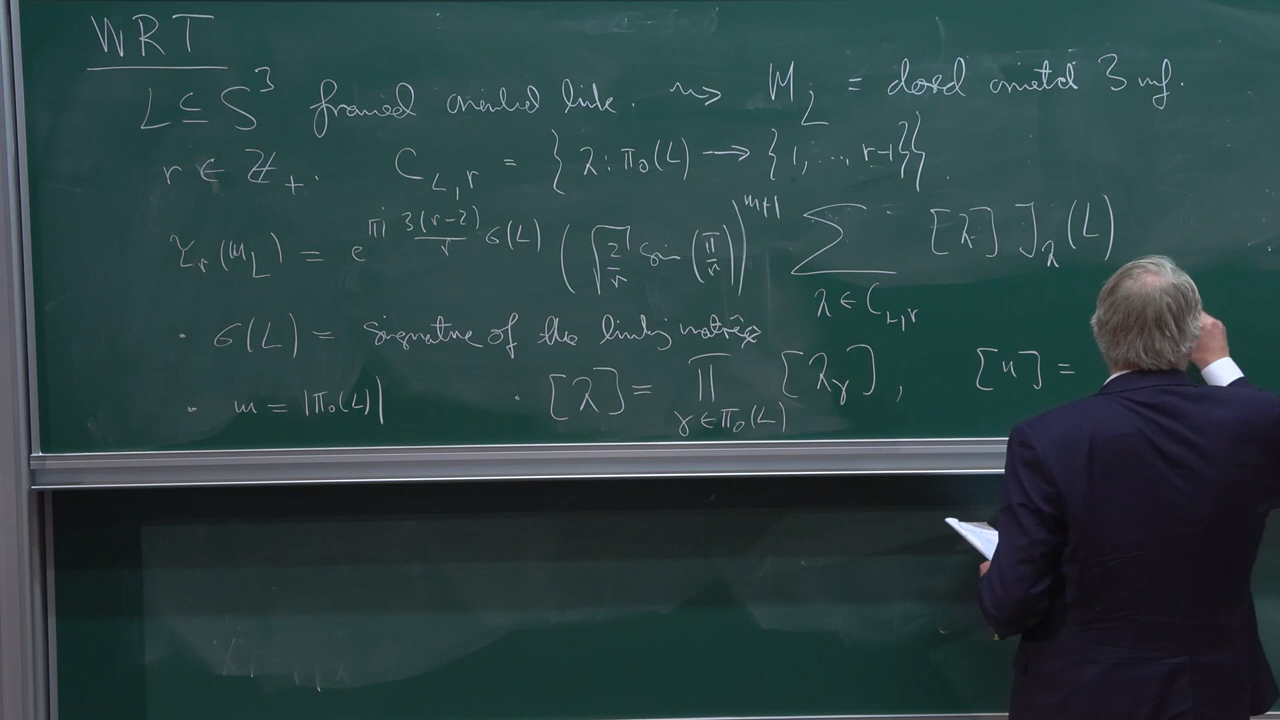 WRT
L ⊆ S³ framed oriented link. ⇝ M_L = closed oriented 3 mf.
r ∈ ℤ₊. C_{L,r} = { λ: π₀(L) → {1, ..., r-1} }.
τ_r(M_L) = e^{πi 3(r-2)/r σ(L)} (√(2/r) sin(π/r))^{m+1} Σ_{λ ∈ C_{L,r}} [λ] J_λ(L)
· σ(L) = signature of the linking matrix
· m = |π₀(L)| · [λ] = ∏_{γ ∈ π₀(L)} [λ_γ], [n] =